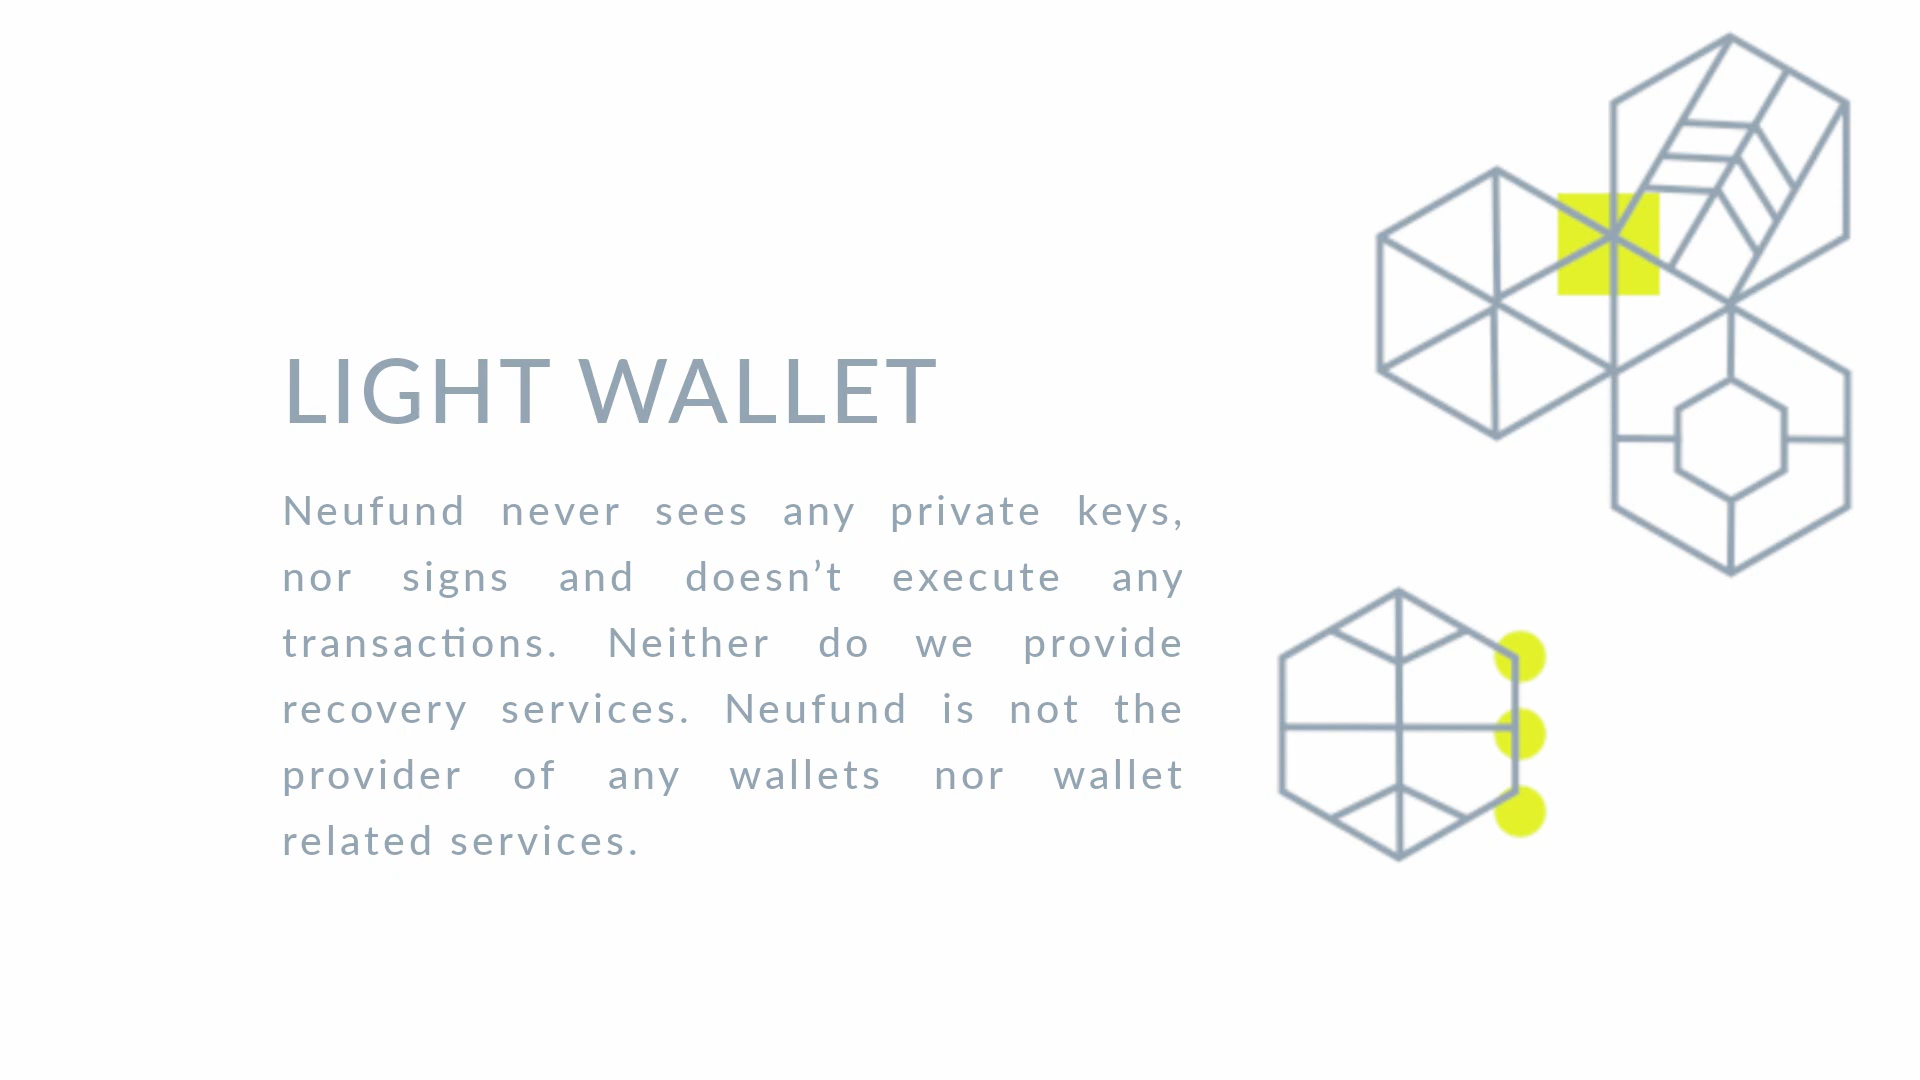 LIGHT WALLET
Neufund never sees any private keys,
nor signs and doesn’t execute any
transactions. Neither do we provide
recovery services. Neufund is not the
provider of any wallets nor wallet
related services.